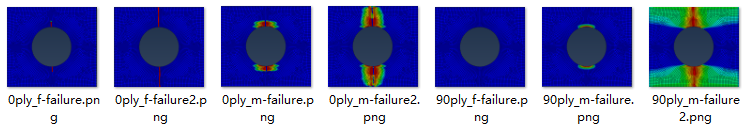 0ply_f-failure.pn
g
0ply_f-failure2.p
ng
0ply_m-failure.p
ng
0ply_m-failure2.
png
90ply_f-failure.p
ng
90ply_m-failure.
png
90ply_m-failure
2.png